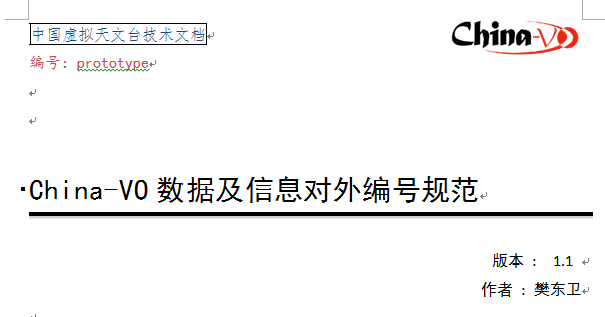 中国虚拟天文台技术文档
China-VO
编号: prototype
China-VO 数据及信息对外编号规范
版本 : 1.1
作者 : 樊东卫